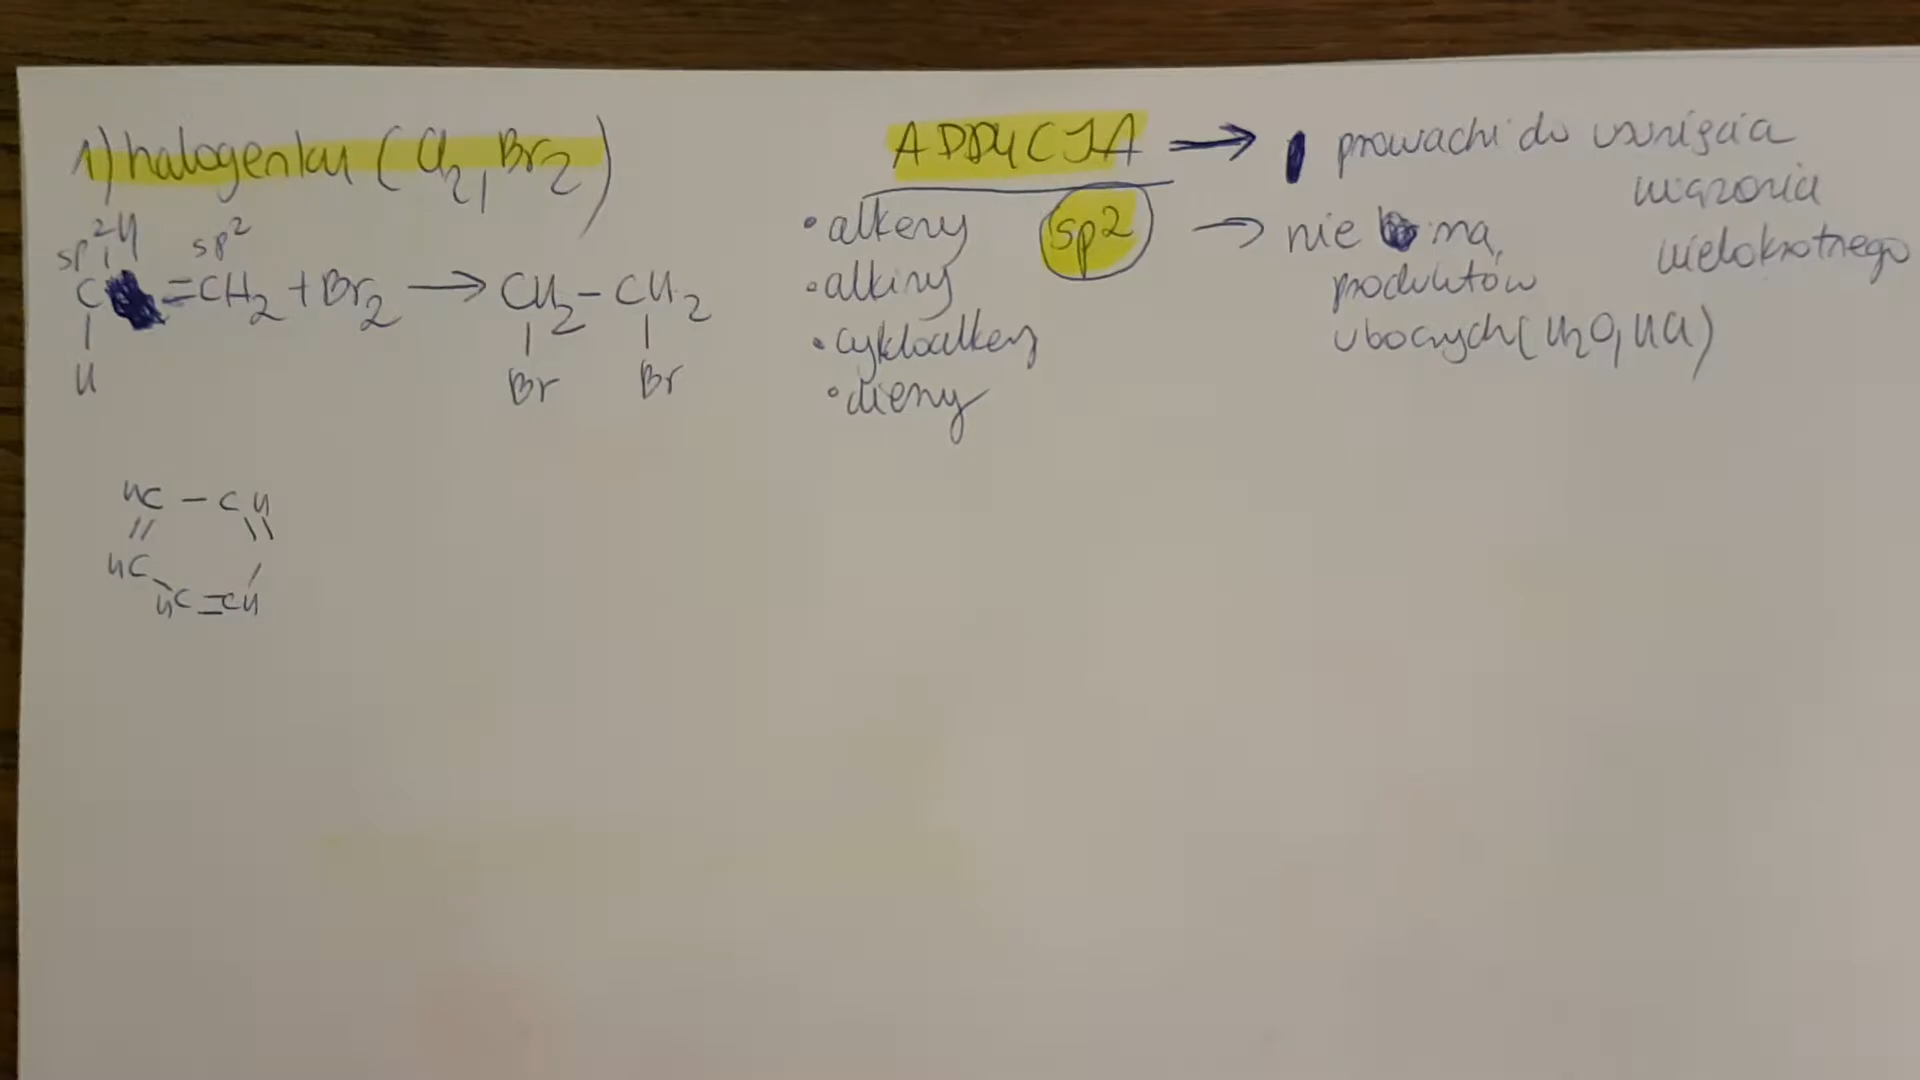 1) halogenku (Cl2, Br2)
sp2 H sp2
C =CH2 + Br2 → CH2 – CH2
H Br Br
HC – CH
HC
HC = CH
ADDYCJA → prowadzi do usunięcia
wiązania
wielokrotnego
• alkeny sp2 → nie ma
• alkiny produktów
• cykloalkeny ubocznych (H2O, HCl)
• dieny